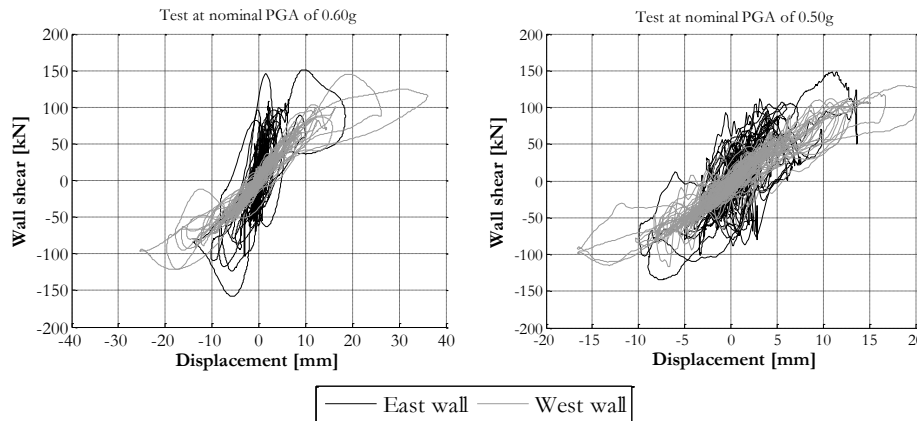 Test at nominal PGA of 0.60g
200
150
100
50
0
-50
-100
-150
-200
Wall shear [kN]
-40 -30 -20 -10 0 10 20 30 40
Displacement [mm]
Test at nominal PGA of 0.50g
200
150
100
50
0
-50
-100
-150
-200
Wall shear [kN]
-20 -15 -10 -5 0 5 10 15 20
Displacement [mm]
East wall West wall